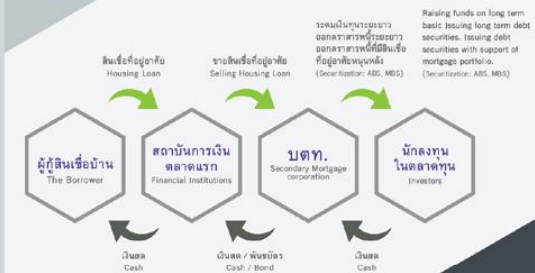 ระดมเงินทุนระยะยาว
ออกตราสารหนี้ระยะยาว
ออกตราสารหนี้ที่มีสินเชื่อ
ที่อยู่อาศัยหนุนหลัง
(Securitization: ABS, MBS)
Raising funds on long term
basic Issuing long term debt
securities. Issuing debt
securities with support of
mortgage portfolio.
(Securitization: ABS, MBS)
สินเชื่อที่อยู่อาศัย
Housing Loan
ขายสินเชื่อที่อยู่อาศัย
Selling Housing Loan
ผู้กู้สินเชื่อบ้าน
The Borrower
สถาบันการเงิน
ตลาดแรก
Financial Institutions
บตท.
Secondary Mortgage
corporation
นักลงทุน
ในตลาดทุน
Investors
เงินสด
Cash
เงินสด / พันธบัตร
Cash / Bond
เงินสด
Cash